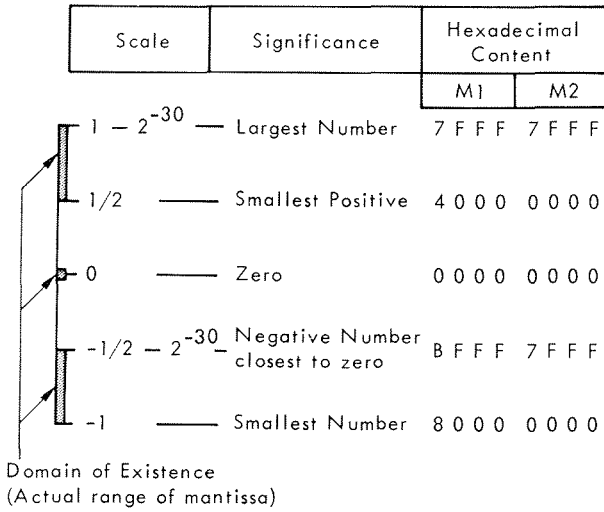 Scale Significance Hexadecimal Content
M1 M2
1 − 2^-30 — Largest Number 7 F F F 7 F F F
1/2 — Smallest Positive 4 0 0 0 0 0 0 0
0 — Zero 0 0 0 0 0 0 0 0
-1/2 − 2^-30 — Negative Number closest to zero B F F F 7 F F F
-1 — Smallest Number 8 0 0 0 0 0 0 0
Domain of Existence
(Actual range of mantissa)